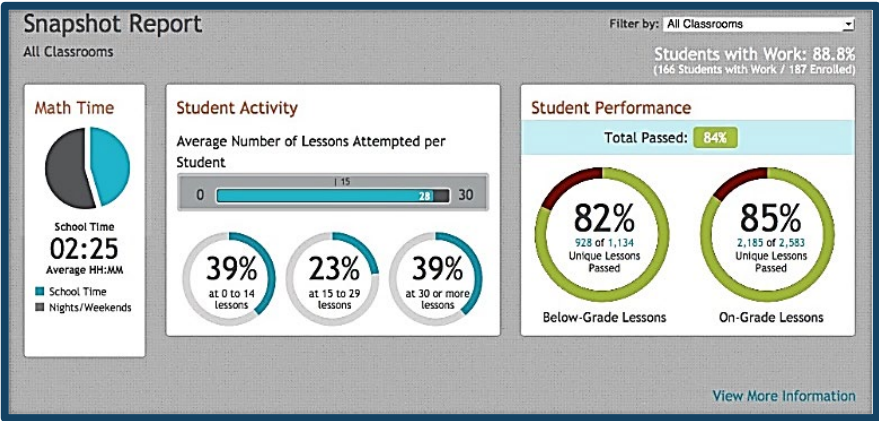 Snapshot Report
All Classrooms
Filter by: All Classrooms
Students with Work: 88.8%
(166 Students with Work / 187 Enrolled)
Math Time
School Time
02:25
Average HH:MM
School Time
Nights/Weekends
Student Activity
Average Number of Lessons Attempted per
Student
15
0 28 30
39%
at 0 to 14
lessons
23%
at 15 to 29
lessons
39%
at 30 or more
lessons
Student Performance
Total Passed: 84%
82%
928 of 1,134
Unique Lessons
Passed
Below-Grade Lessons
85%
2,185 of 2,583
Unique Lessons
Passed
On-Grade Lessons
View More Information